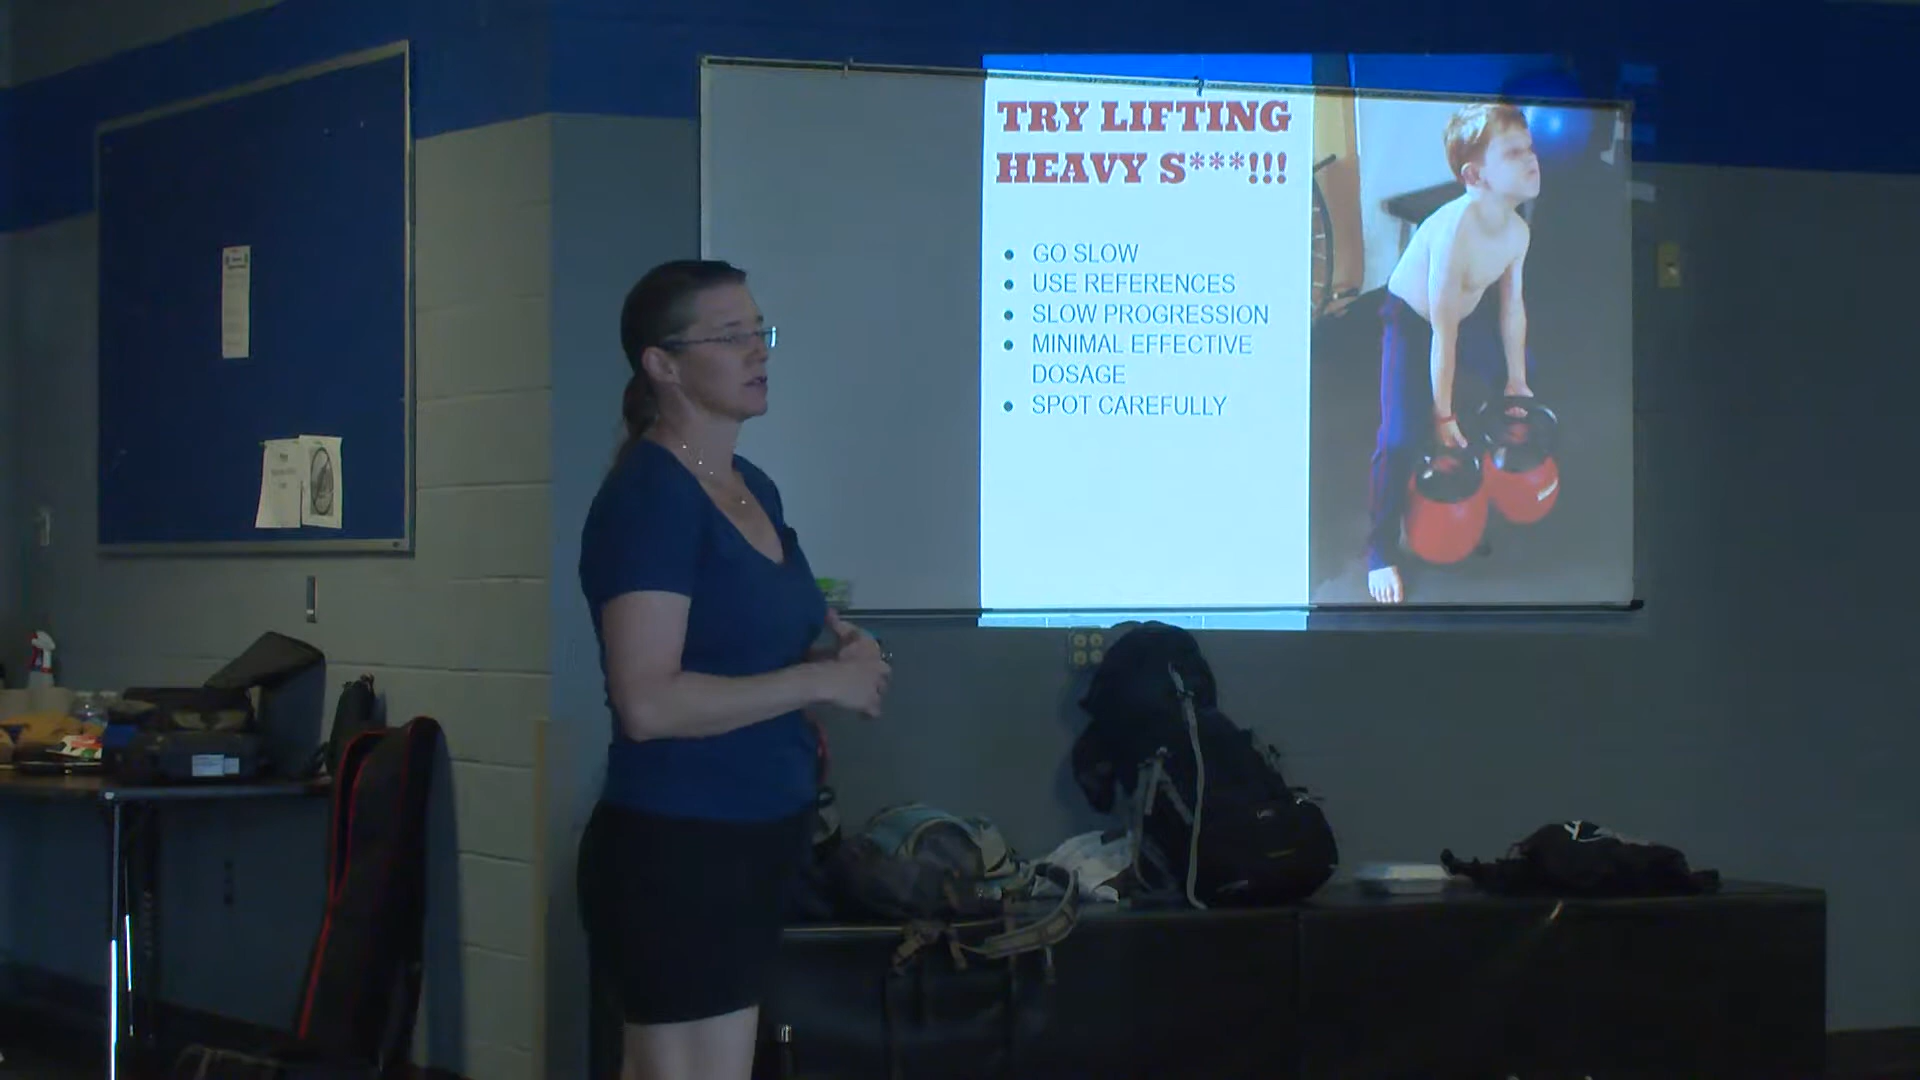 TRY LIFTING
HEAVY S***!!!
• GO SLOW
• USE REFERENCES
• SLOW PROGRESSION
• MINIMAL EFFECTIVE
DOSAGE
• SPOT CAREFULLY